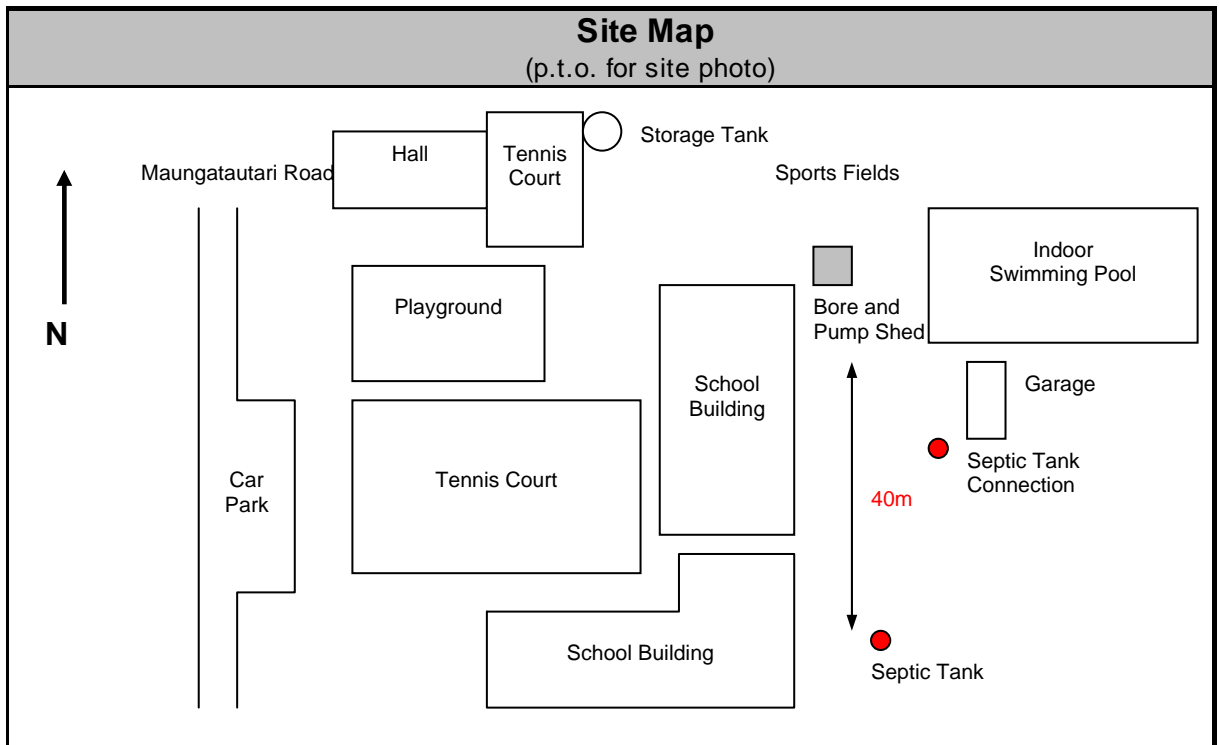 Site Map
(p.t.o. for site photo)
Storage Tank
Hall
Tennis
Court
Maungatautari Road
Sports Fields
Indoor
Swimming Pool
N
Playground
Bore and
Pump Shed
School
Building
Garage
Car
Park
Tennis Court
Septic Tank
Connection
40m
School Building
Septic Tank